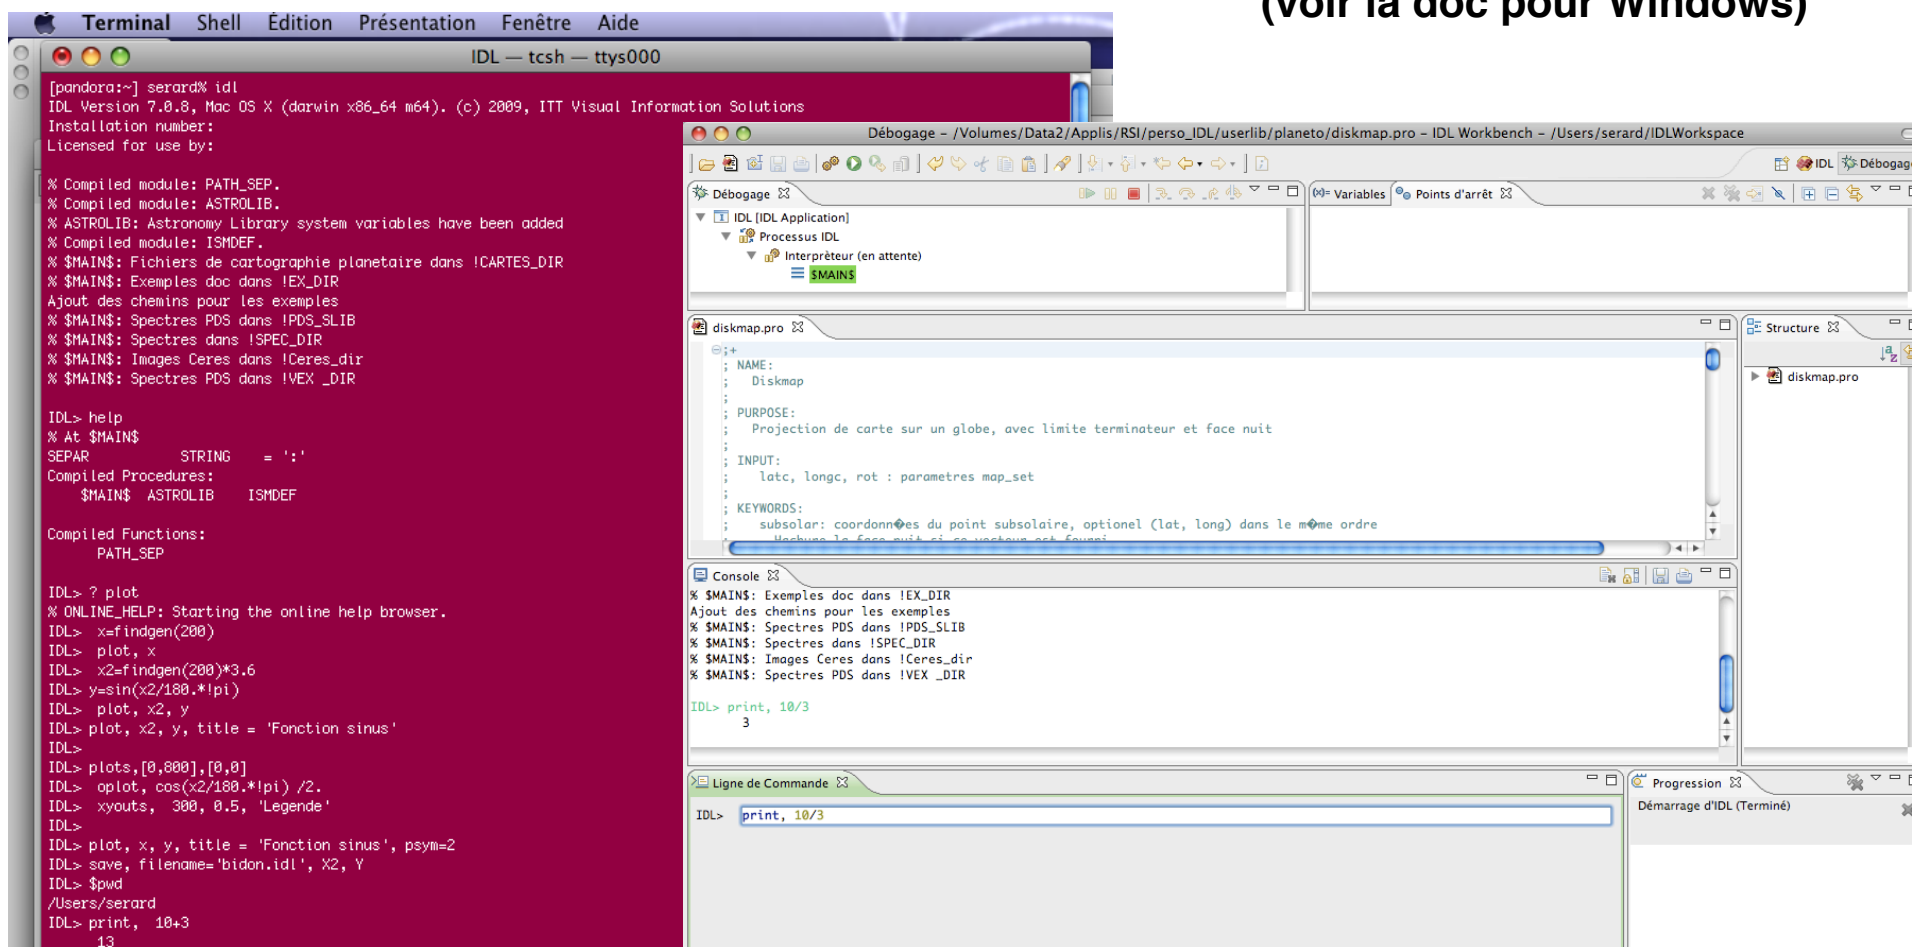 (voir la doc pour Windows)
Terminal Shell Édition Présentation Fenêtre Aide
IDL — tcsh — ttys000
[pandora:~] serard% idl
IDL Version 7.0.8, Mac OS X (darwin x86_64 m64). (c) 2009, ITT Visual Information Solutions
Installation number:
Licensed for use by:
% Compiled module: PATH_SEP.
% Compiled module: ASTROLIB.
% ASTROLIB: Astronomy Library system variables have been added
% Compiled module: ISMDEF.
% $MAIN$: Fichiers de cartographie planetaire dans !CARTES_DIR
% $MAIN$: Exemples doc dans !EX_DIR
Ajout des chemins pour les exemples
% $MAIN$: Spectres PDS dans !PDS_SLIB
% $MAIN$: Spectres dans !SPEC_DIR
% $MAIN$: Images Ceres dans !Ceres_dir
% $MAIN$: Spectres PDS dans !VEX _DIR
IDL> help
% At $MAIN$
SEPAR STRING = ':'
Compiled Procedures:
$MAIN$ ASTROLIB ISMDEF
Compiled Functions:
PATH_SEP
IDL> ? plot
% ONLINE_HELP: Starting the online help browser.
IDL> x=findgen(200)
IDL> plot, x
IDL> x2=findgen(200)*3.6
IDL> y=sin(x2/180.*!pi)
IDL> plot, x2, y
IDL> plot, x2, y, title = 'Fonction sinus'
IDL>
IDL> plots,[0,800],[0,0]
IDL> oplot, cos(x2/180.*!pi) /2.
IDL> xyouts, 300, 0.5, 'Legende'
IDL>
IDL> plot, x, y, title = 'Fonction sinus', psym=2
IDL> save, filename='bidon.idl', X2, Y
IDL> $pwd
/Users/serard
IDL> print, 10+3
13
Débogage – /Volumes/Data2/Applis/RSI/perso_IDL/userlib/planeto/diskmap.pro – IDL Workbench – /Users/serard/IDLWorkspace
IDL Débogage
Débogage
(x)= Variables Points d'arrêt
IDL [IDL Application]
Processus IDL
Interprèteur (en attente)
$MAIN$
diskmap.pro
Structure
diskmap.pro
;+
; NAME:
; Diskmap
;
; PURPOSE:
; Projection de carte sur un globe, avec limite terminateur et face nuit
;
; INPUT:
; latc, longc, rot : parametres map_set
;
; KEYWORDS:
; subsolar: coordonn�es du point subsolaire, optionel (lat, long) dans le m�me ordre
; Hachure la face nuit si ce vecteur est fourni
Console
% $MAIN$: Exemples doc dans !EX_DIR
Ajout des chemins pour les exemples
% $MAIN$: Spectres PDS dans !PDS_SLIB
% $MAIN$: Spectres dans !SPEC_DIR
% $MAIN$: Images Ceres dans !Ceres_dir
% $MAIN$: Spectres PDS dans !VEX _DIR
IDL> print, 10/3
3
Ligne de Commande
IDL> print, 10/3
Progression
Démarrage d'IDL (Terminé)